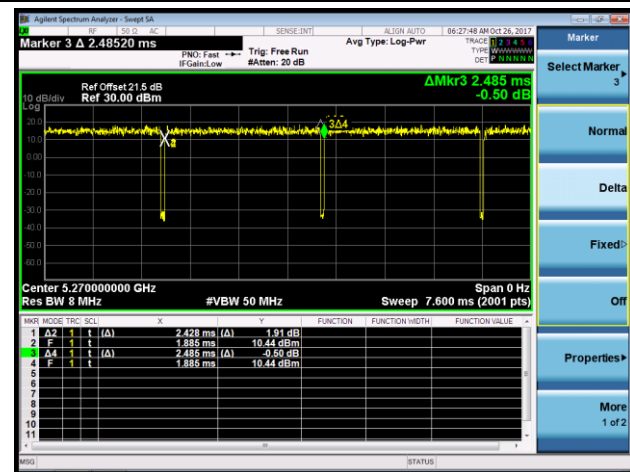 Agilent Spectrum Analyzer - Swept SA
RF 50 Ω AC SENSE:INT ALIGN AUTO 06:27:48 AM Oct 26, 2017
Marker 3 Δ 2.48520 ms
PNO: Fast
IFGain:Low
Trig: Free Run
#Atten: 20 dB
Avg Type: Log-Pwr
TRACE 1 2 3 4 5 6
TYPE WWWWWW
DET P N N N N N
Marker
Select Marker
3
Normal
Delta
Fixed
Off
Properties
More
1 of 2
Ref Offset 21.5 dB
10 dB/div Ref 30.00 dBm
Log
ΔMkr3 2.485 ms
-0.50 dB
20.0
10.0
0.00
-10.0
-20.0
-30.0
-40.0
-50.0
-60.0
3Δ4
Center 5.270000000 GHz Span 0 Hz
Res BW 8 MHz #VBW 50 MHz Sweep 7.600 ms (2001 pts)
MKR MODE TRC SCL X Y FUNCTION FUNCTION WIDTH FUNCTION VALUE
1 Δ2 1 t (Δ) 2.428 ms (Δ) 1.91 dB
2 F 1 t 1.885 ms 10.44 dBm
3 Δ4 1 t (Δ) 2.485 ms (Δ) -0.50 dB
4 F 1 t 1.885 ms 10.44 dBm
5
6
7
8
9
10
11
MSG STATUS